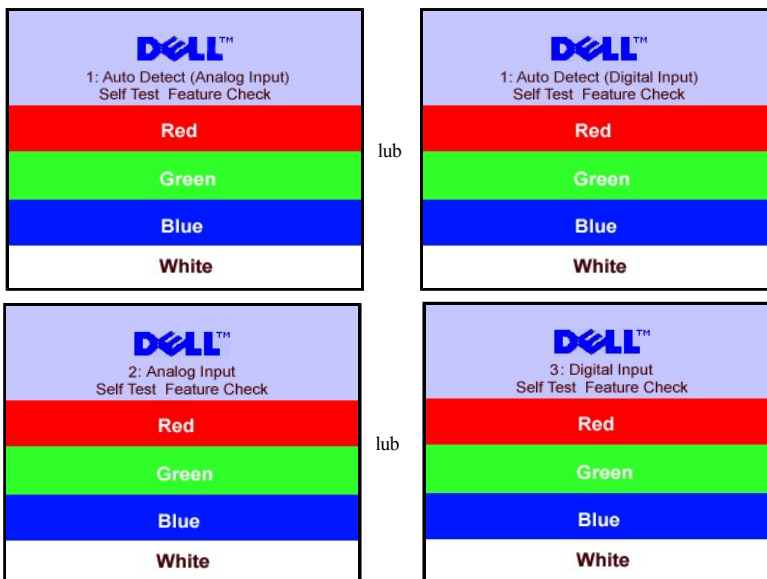 DELL™
1: Auto Detect (Analog Input)
Self Test Feature Check
Red
Green
Blue
White
lub
DELL™
1: Auto Detect (Digital Input)
Self Test Feature Check
Red
Green
Blue
White
DELL™
2: Analog Input
Self Test Feature Check
Red
Green
Blue
White
lub
DELL™
3: Digital Input
Self Test Feature Check
Red
Green
Blue
White